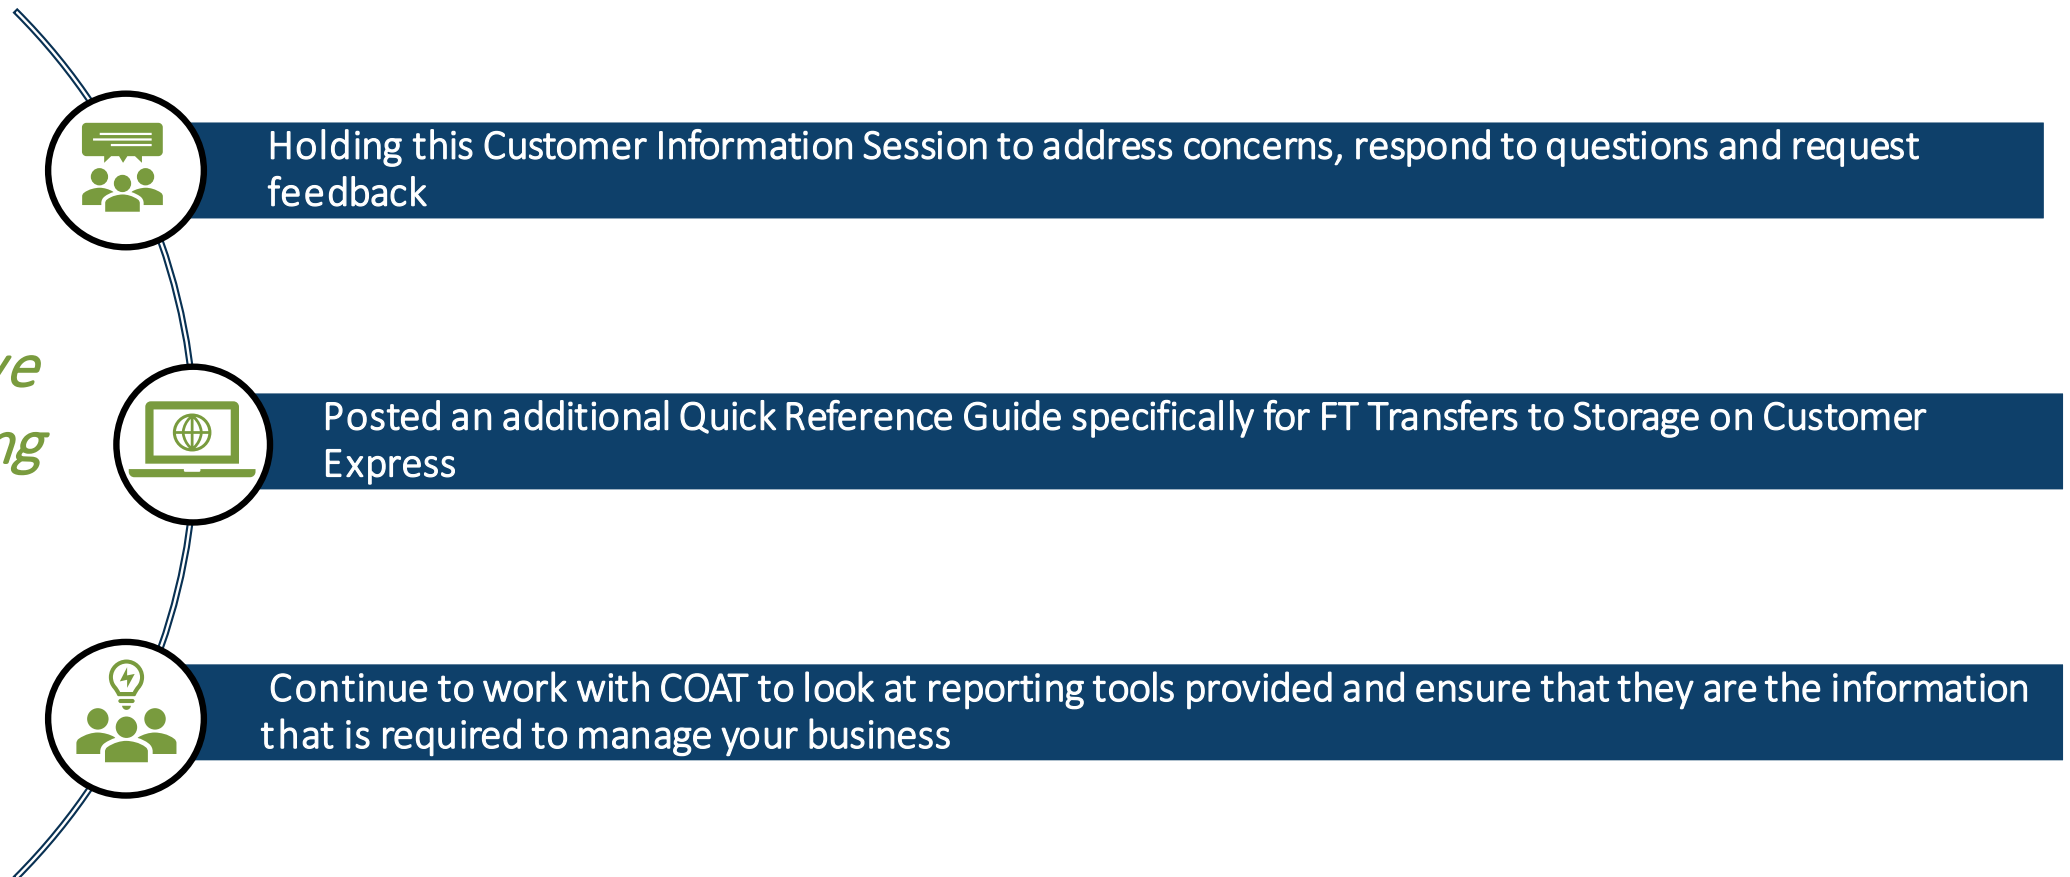 Holding this Customer Information Session to address concerns, respond to questions and request
feedback
Posted an additional Quick Reference Guide specifically for FT Transfers to Storage on Customer
Express
Continue to work with COAT to look at reporting tools provided and ensure that they are the information
that is required to manage your business